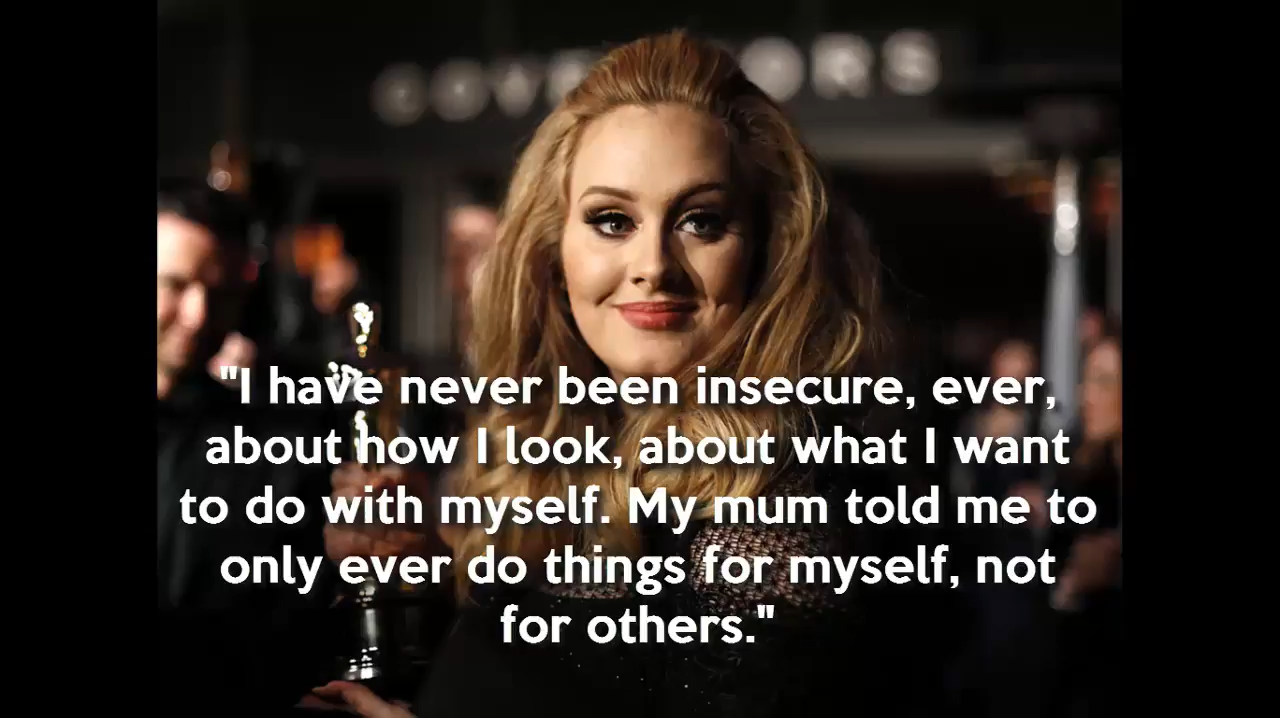 GOVERNORS
"I have never been insecure, ever,
about how I look, about what I want
to do with myself. My mum told me to
only ever do things for myself, not
for others."